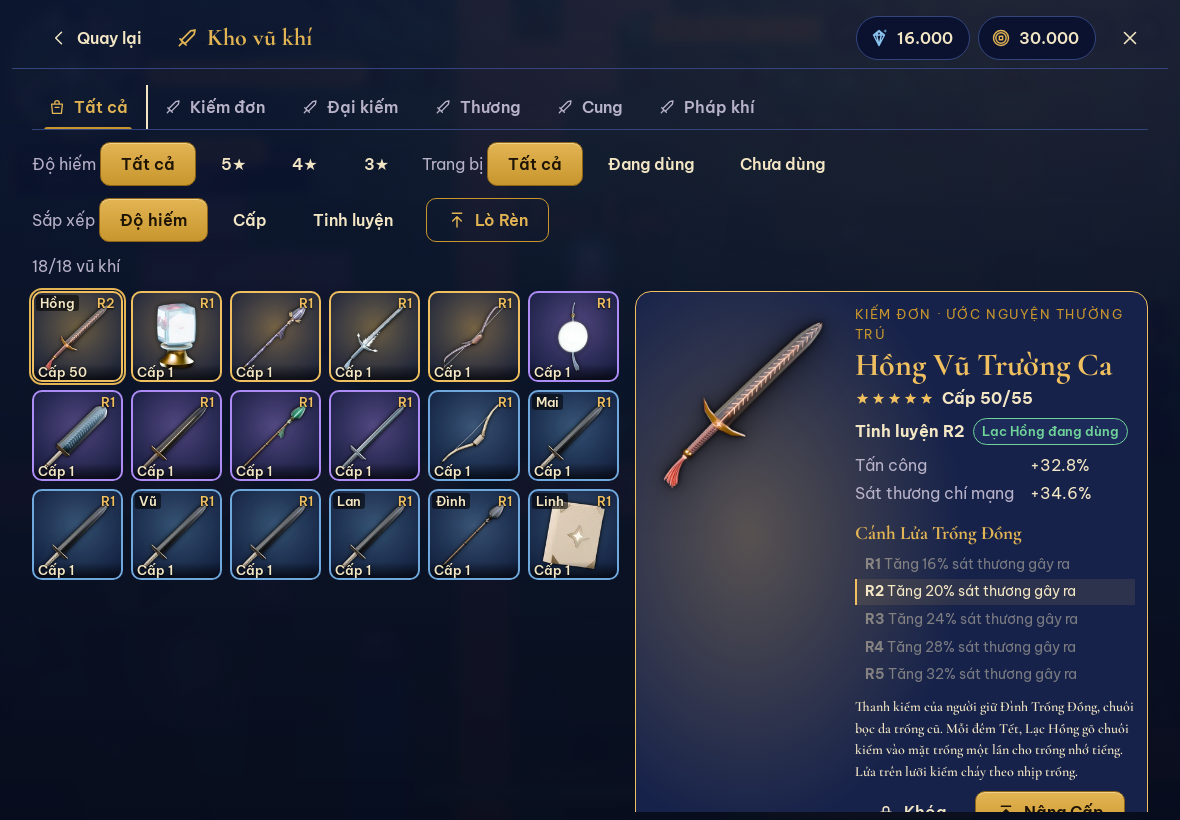 Quay lại
Kho vũ khí
16.000
30.000
Tất cả
Kiếm đơn
Đại kiếm
Thương
Cung
Pháp khí
Độ hiếm Tất cả 5★ 4★ 3★ Trang bị Tất cả Đang dùng Chưa dùng
Sắp xếp Độ hiếm Cấp Tinh luyện Lò Rèn
18/18 vũ khí
Hồng R2 R1 R1 R1 R1 R1
Cấp 50 Cấp 1 Cấp 1 Cấp 1 Cấp 1 Cấp 1
R1 R1 R1 R1 R1 Mai R1
Cấp 1 Cấp 1 Cấp 1 Cấp 1 Cấp 1 Cấp 1
R1 Vũ R1 R1 Lan R1 Đình R1 Linh R1
Cấp 1 Cấp 1 Cấp 1 Cấp 1 Cấp 1 Cấp 1
KIẾM ĐƠN · ƯỚC NGUYỆN THƯỜNG
TRÚ
Hồng Vũ Trường Ca
★★★★★ Cấp 50/55
Tinh luyện R2 Lạc Hồng đang dùng
Tấn công +32.8%
Sát thương chí mạng +34.6%
Cánh Lửa Trống Đồng
R1 Tăng 16% sát thương gây ra
R2 Tăng 20% sát thương gây ra
R3 Tăng 24% sát thương gây ra
R4 Tăng 28% sát thương gây ra
R5 Tăng 32% sát thương gây ra
Thanh kiếm của người giữ Đình Trống Đồng, chuôi
bọc da trống cũ. Mỗi đêm Tết, Lạc Hồng gõ chuôi
kiếm vào mặt trống một lần cho trống nhớ tiếng.
Lửa trên lưỡi kiếm chảy theo nhịp trống.
Khóa Nâng Cấp